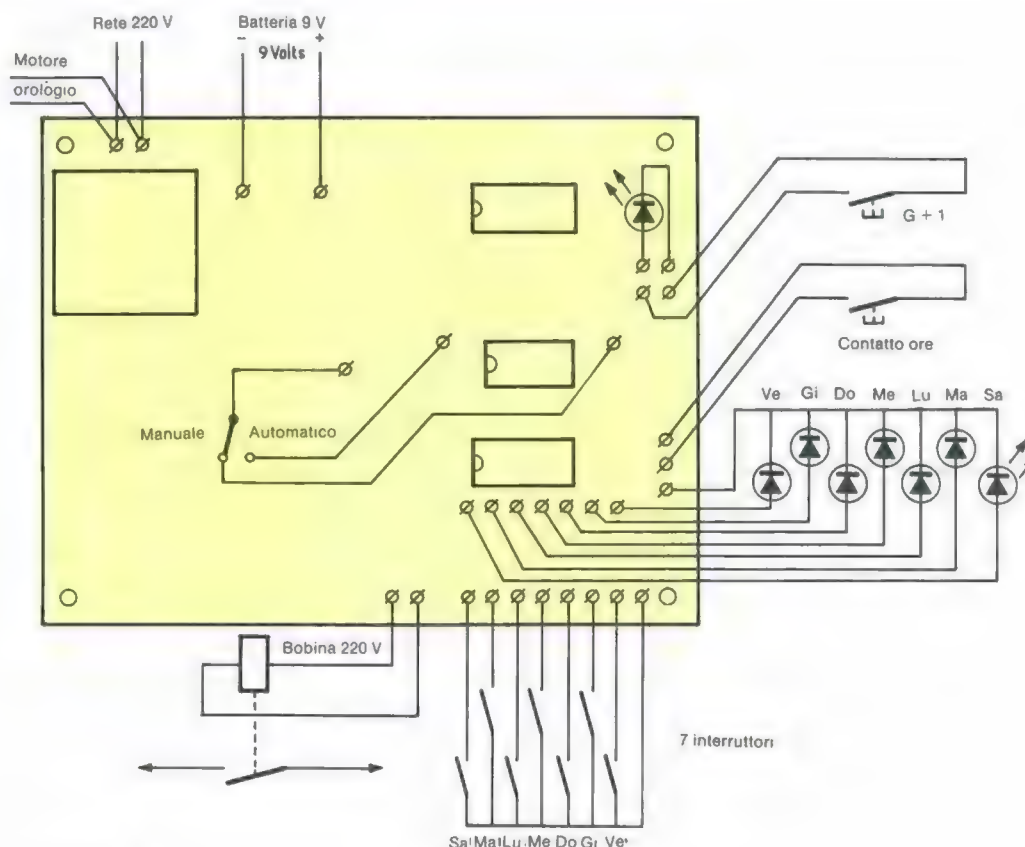 Rete 220 V
Batteria 9 V
- +
9 Volts
Motore
orologio
G + 1
Contatto ore
Ve Gi Do Me Lu Ma Sa
Manuale Automatico
Bobina 220 V
7 interruttori
Sa Ma Lu Me Do Gi Ve